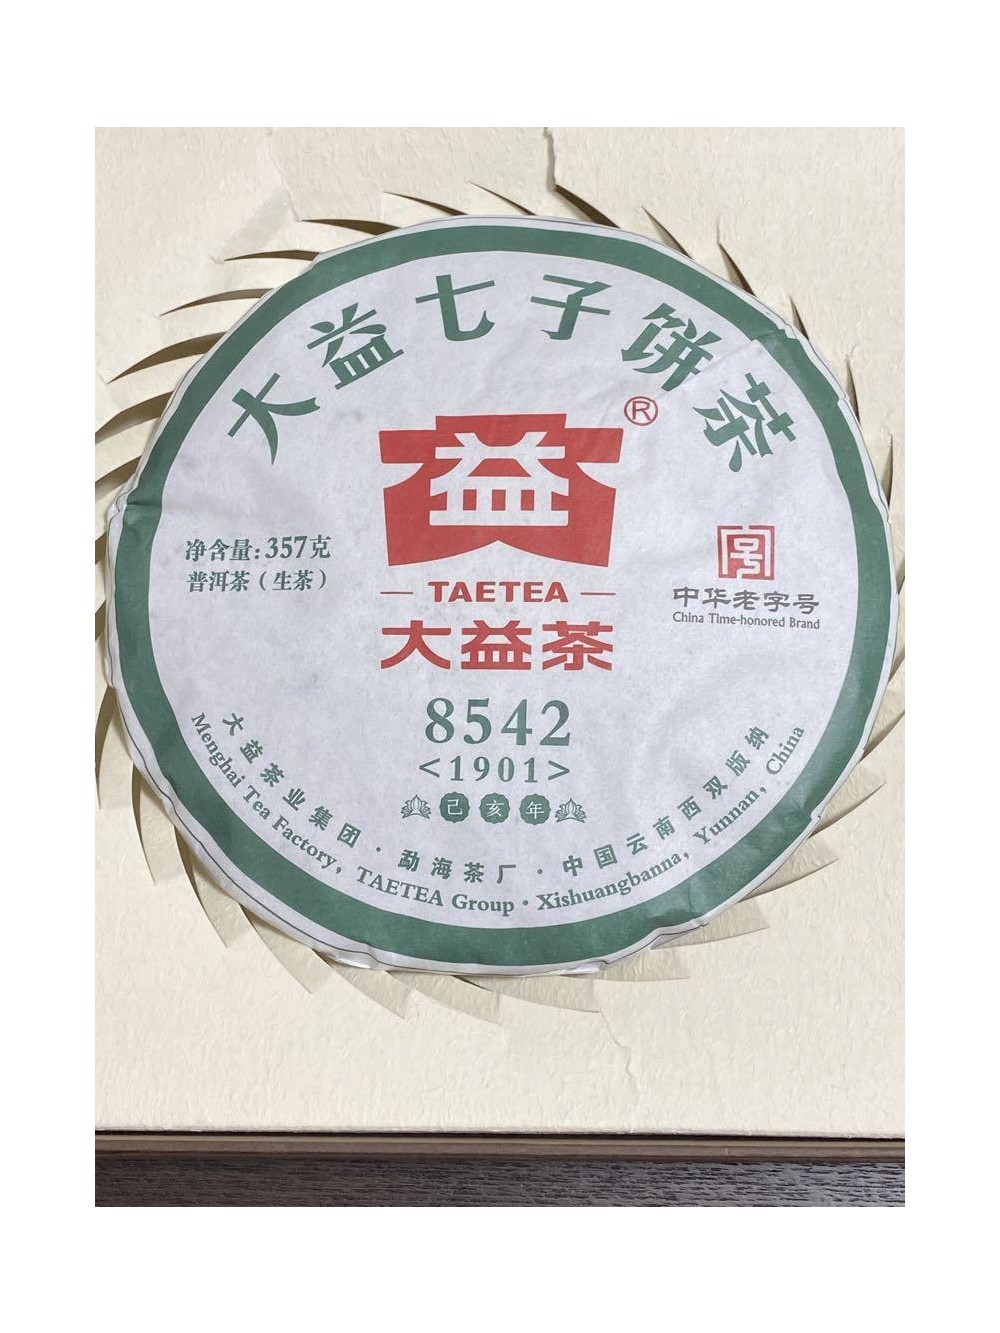 大益七子饼茶
益®
TAETEA
大益茶
净含量:357克
普洱茶(生茶)
号
中华老字号
China Time-honored Brand
8542
<1901>
己亥年
大益茶业集团·勐海茶厂·中国云南西双版纳
Menghai Tea Factory, TAETEA Group·Xishuangbanna, Yunnan, China